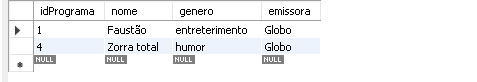 idPrograma nome genero emissora
1 Faustão entreterimento Globo
4 Zorra total humor Globo
NULL NULL NULL NULL